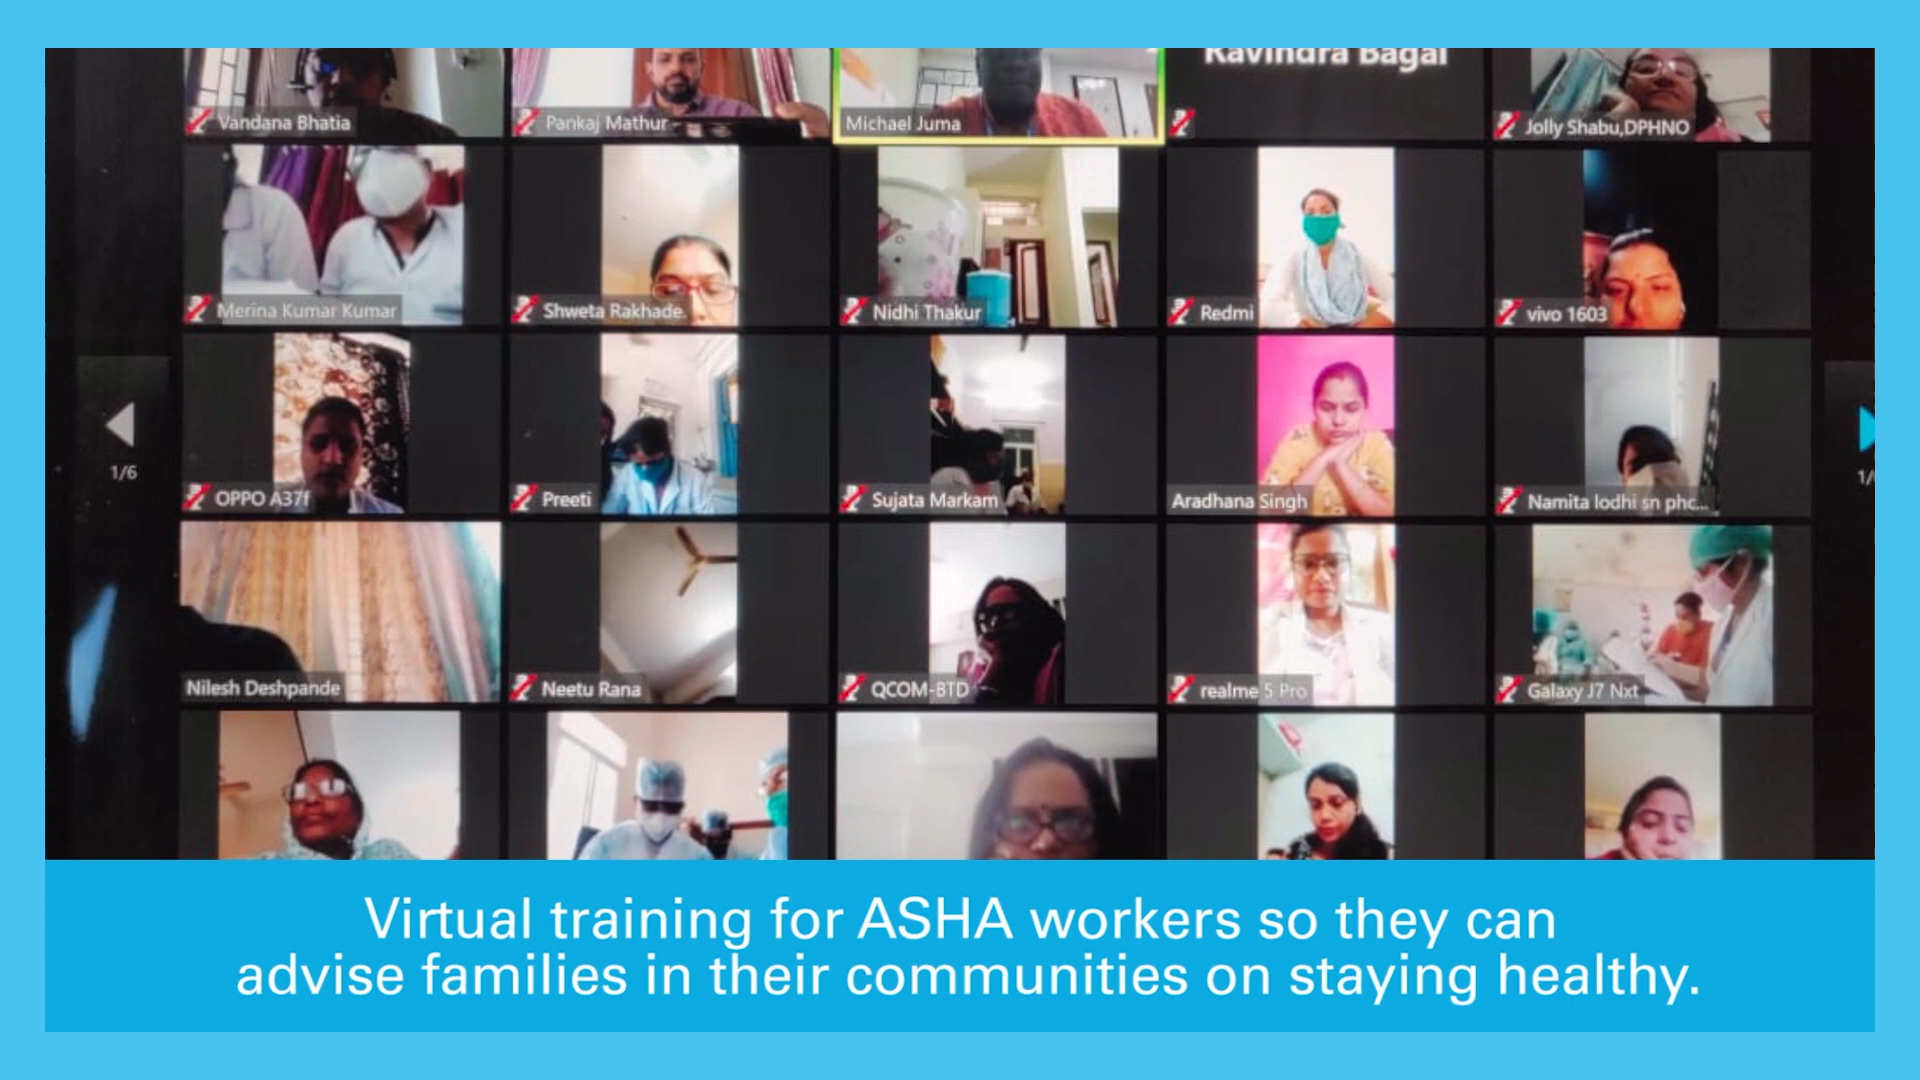 Ravindra Bagal
Vandana Bhatia
Pankaj Mathur
Michael Juma
Jolly Shabu,DPHNO
Merina Kumar Kumar
Shweta Rakhade.
Nidhi Thakur
Redmi
vivo 1603
1/6
OPPO A37f
Preeti
Sujata Markam
Aradhana Singh
Namita lodhi sn phc...
1/
Nilesh Deshpande
Neetu Rana
QCOM-BTD
realme 5 Pro
Galaxy J7 Nxt
Virtual training for ASHA workers so they can
advise families in their communities on staying healthy.